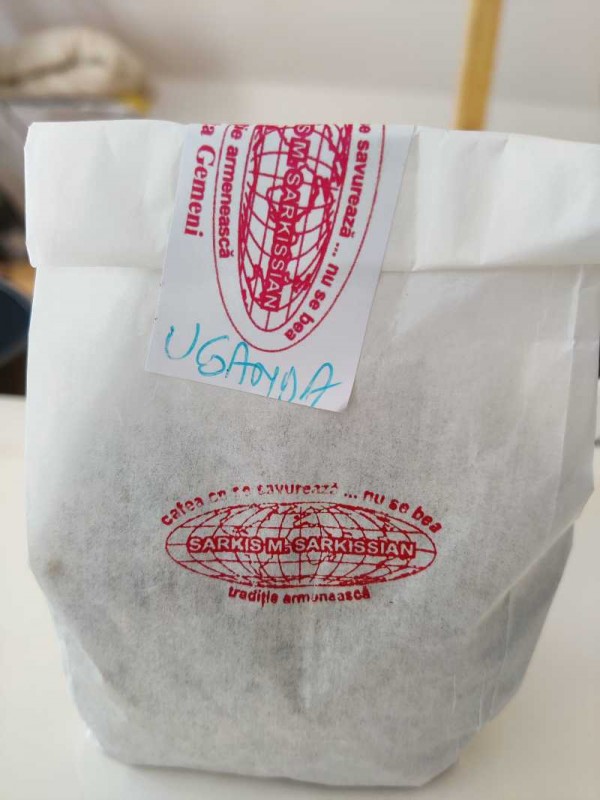 a Gemeni
ie armenească
S M. SARKISSIAN
e savurează ... nu se bea
UGANDA
cafea ce se savurează ... nu se bea
SARKIS M. SARKISSIAN
tradiție armenească